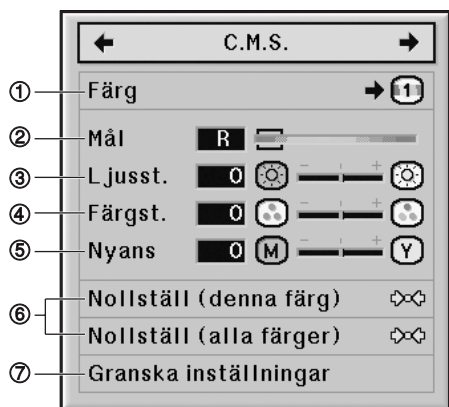 C.M.S.
① Färg 1
② Mål R
③ Ljusst. 0 − +
④ Färgst. 0 − +
⑤ Nyans 0 M − + Y
⑥ Nollställ (denna färg)
Nollställ (alla färger)
⑦ Granska inställningar